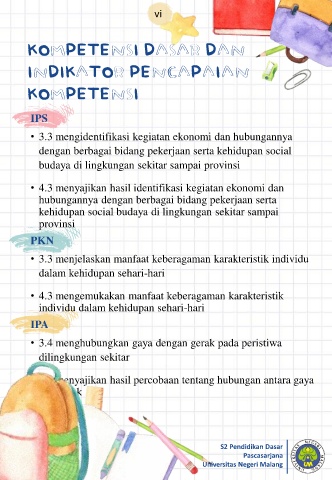 vi
KOMPETENSI DASAR DAN
INDIKATOR PENCAPAIAN
KOMPETENSI
IPS
• 3.3 mengidentifikasi kegiatan ekonomi dan hubungannya
dengan berbagai bidang pekerjaan serta kehidupan social
budaya di lingkungan sekitar sampai provinsi
• 4.3 menyajikan hasil identifikasi kegiatan ekonomi dan
hubungannya dengan berbagai bidang pekerjaan serta
kehidupan social budaya di lingkungan sekitar sampai
provinsi
PKN
• 3.3 menjelaskan manfaat keberagaman karakteristik individu
dalam kehidupan sehari-hari
• 4.3 mengemukakan manfaat keberagaman karakteristik
individu dalam kehidupan sehari-hari
IPA
• 3.4 menghubungkan gaya dengan gerak pada peristiwa
dilingkungan sekitar
enyajikan hasil percobaan tentang hubungan antara gaya
k
S2 Pendidikan Dasar
Pascasarjana
Universitas Negeri Malang